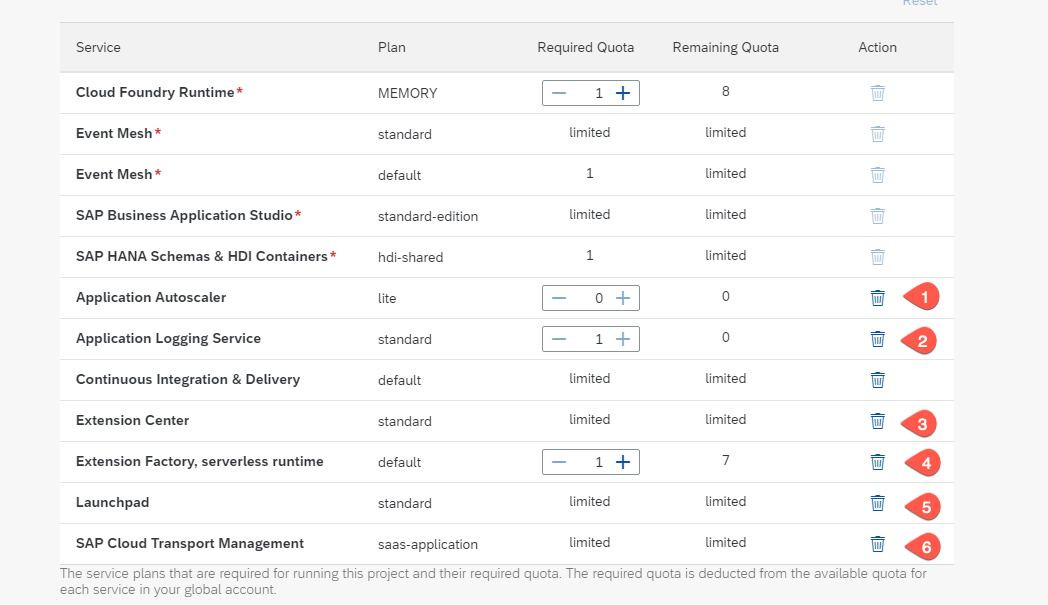 Reset
Service Plan Required Quota Remaining Quota Action
Cloud Foundry Runtime* MEMORY 1 8
Event Mesh* standard limited limited
Event Mesh* default 1 limited
SAP Business Application Studio* standard-edition limited limited
SAP HANA Schemas & HDI Containers* hdi-shared 1 limited
Application Autoscaler lite 0 0 1
Application Logging Service standard 1 0 2
Continuous Integration & Delivery default limited limited
Extension Center standard limited limited 3
Extension Factory, serverless runtime default 1 7 4
Launchpad standard limited limited 5
SAP Cloud Transport Management saas-application limited limited 6
The service plans that are required for running this project and their required quota. The required quota is deducted from the available quota for
each service in your global account.